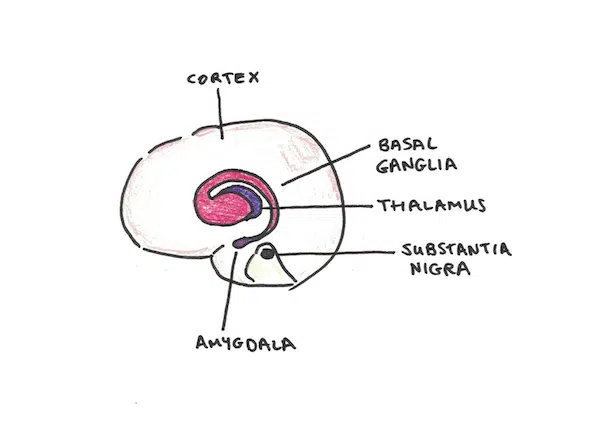 CORTEX
BASAL
GANGLIA
THALAMUS
SUBSTANTIA
NIGRA
AMYGDALA